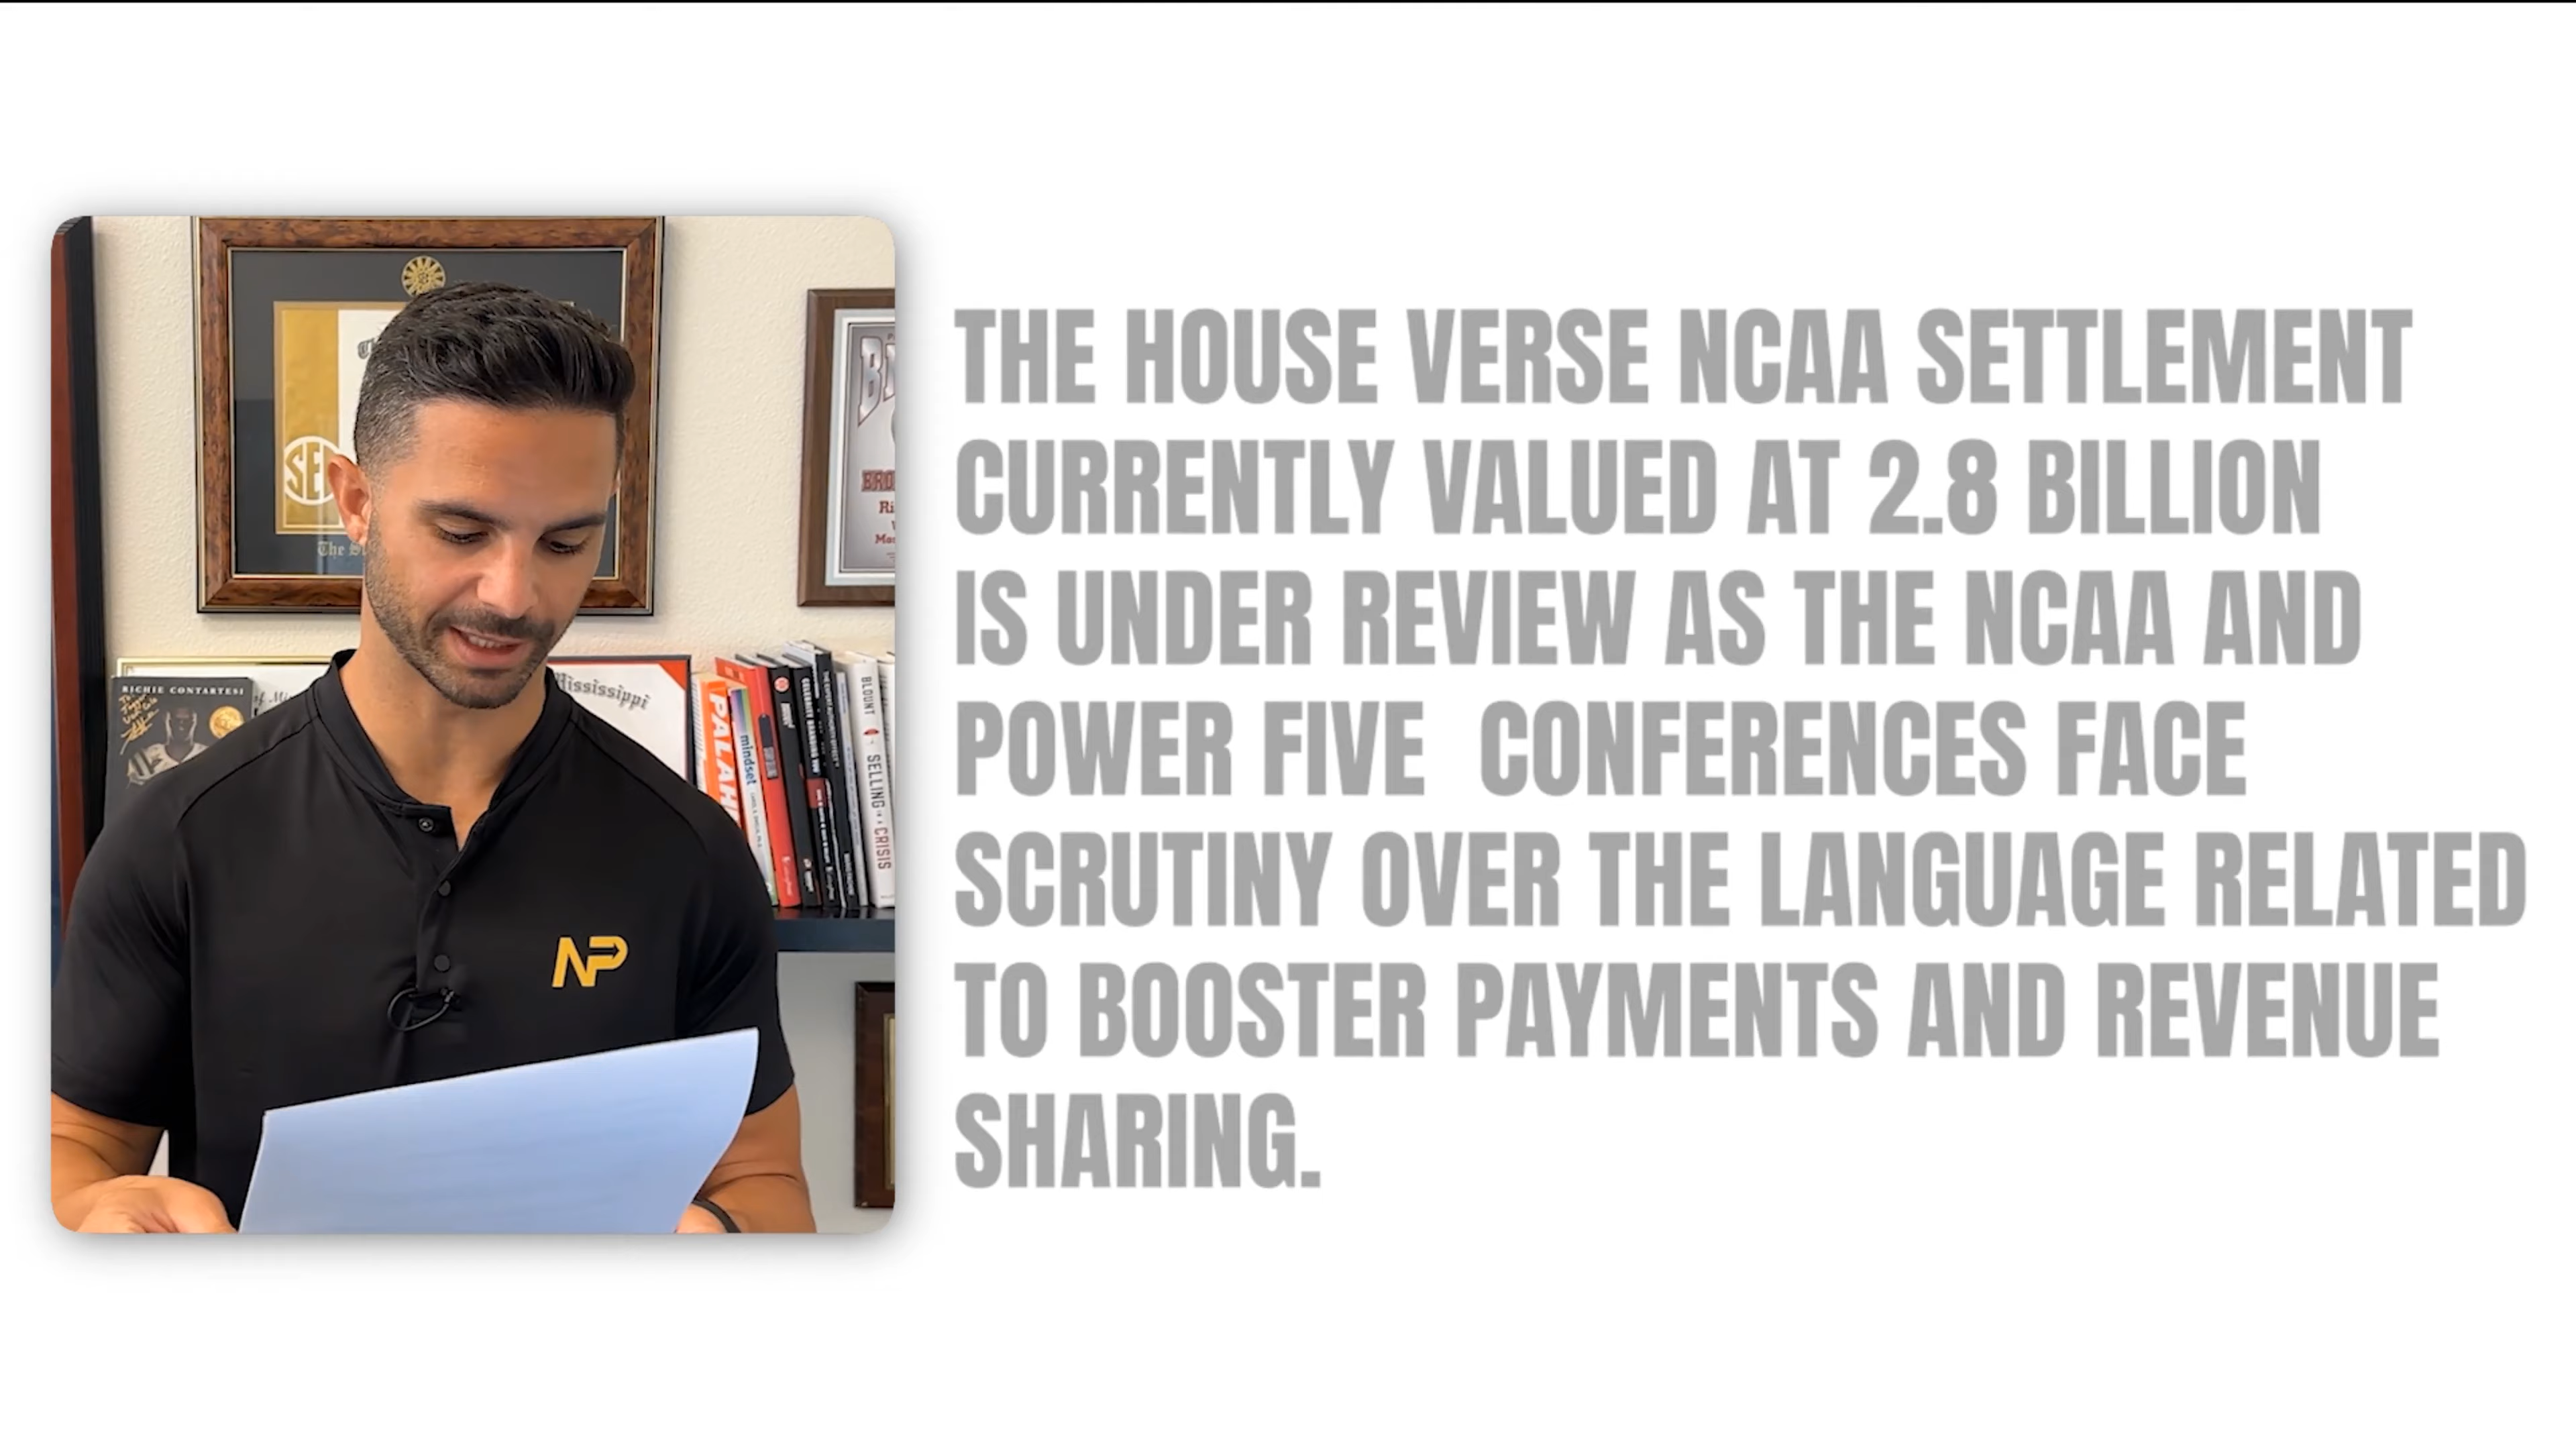 THE HOUSE VERSE NCAA SETTLEMENT
CURRENTLY VALUED AT 2.8 BILLION
IS UNDER REVIEW AS THE NCAA AND
POWER FIVE CONFERENCES FACE
SCRUTINY OVER THE LANGUAGE RELATED
TO BOOSTER PAYMENTS AND REVENUE
SHARING.
RICHIE CONTARTESI
Mississippi
mindset
BLOUNT
SELLING IN A CRISIS
NP